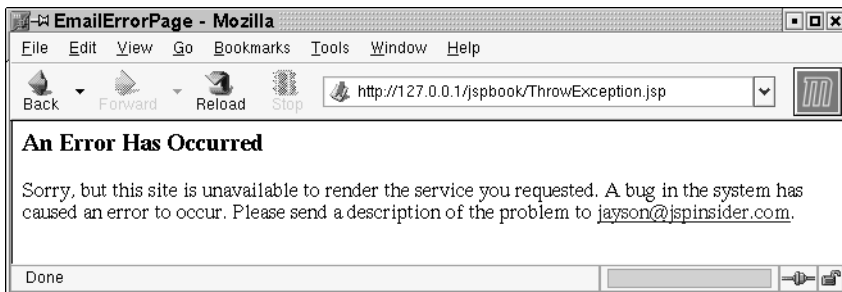 EmailErrorPage - Mozilla
File Edit View Go Bookmarks Tools Window Help
Back Forward Reload Stop http://127.0.0.1/jspbook/ThrowException.jsp
An Error Has Occurred
Sorry, but this site is unavailable to render the service you requested. A bug in the system has
caused an error to occur. Please send a description of the problem to jayson@jspinsider.com.
Done